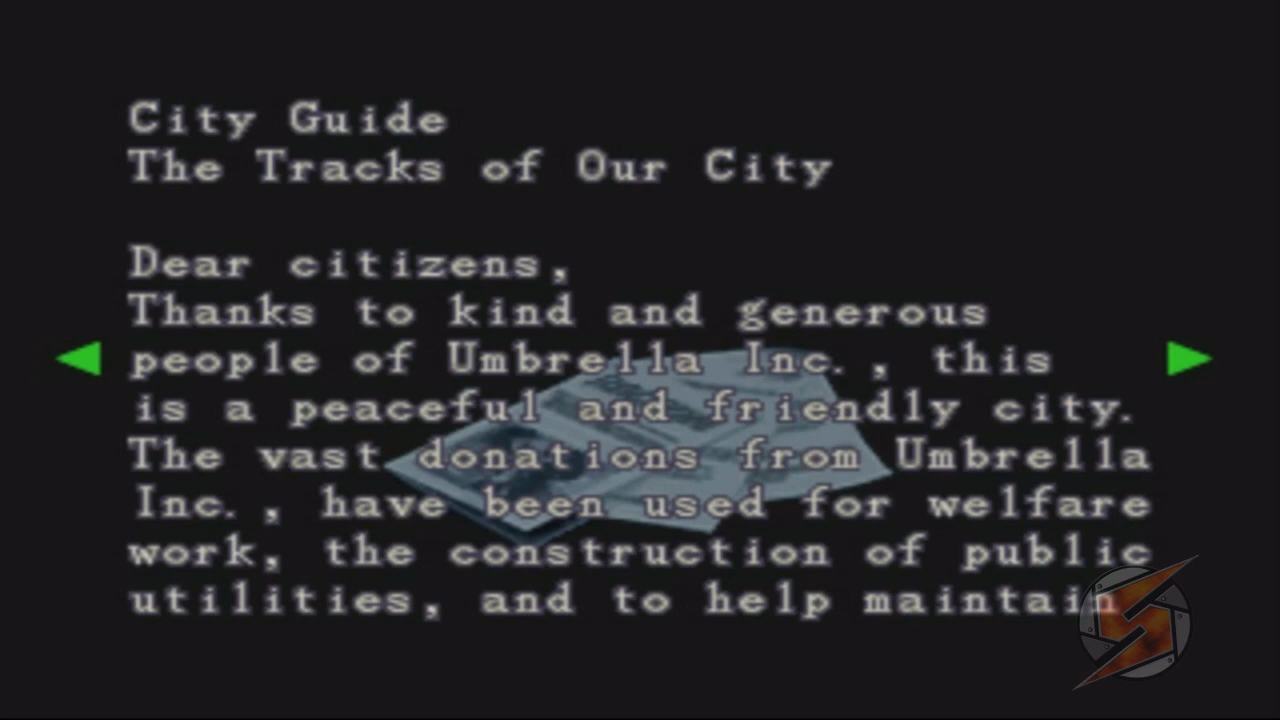 City Guide
The Tracks of Our City
Dear citizens,
Thanks to kind and generous
people of Umbrella Inc., this
is a peaceful and friendly city.
The vast donations from Umbrella
Inc., have been used for welfare
work, the construction of public
utilities, and to help maintain